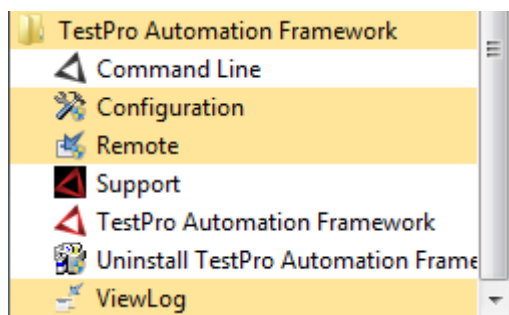 TestPro Automation Framework
Command Line
Configuration
Remote
Support
TestPro Automation Framework
Uninstall TestPro Automation Frame
ViewLog